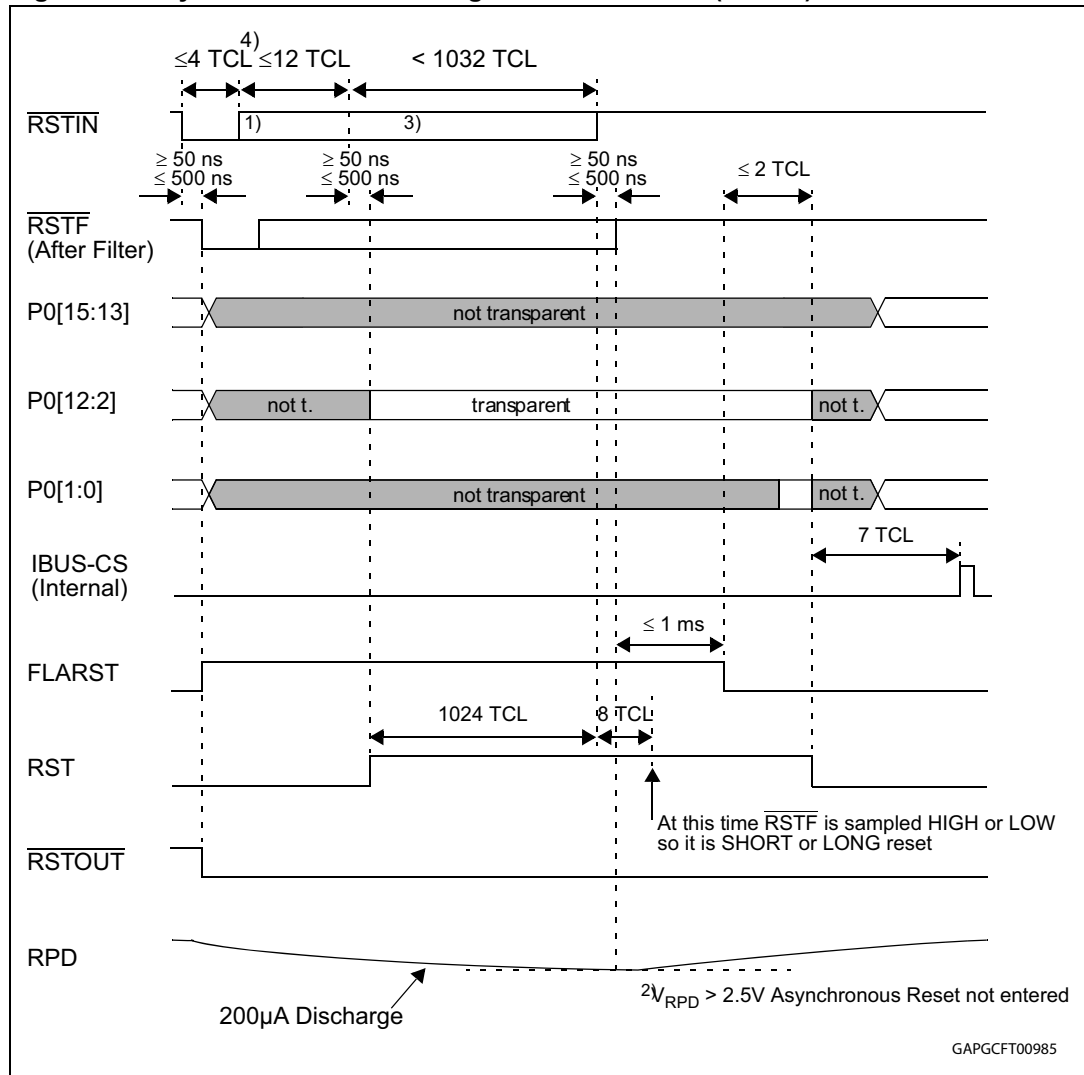 4)
≤4 TCL ≤12 TCL < 1032 TCL
RSTIN
1) 3)
≥ 50 ns ≥ 50 ns ≥ 50 ns
≤ 500 ns ≤ 500 ns ≤ 500 ns
≤ 2 TCL
RSTF
(After Filter)
P0[15:13] not transparent
P0[12:2] not t. transparent not t.
P0[1:0] not transparent not t.
7 TCL
IBUS-CS
(Internal)
≤ 1 ms
FLARST
1024 TCL 8 TCL
RST
At this time RSTF is sampled HIGH or LOW
so it is SHORT or LONG reset
RSTOUT
RPD
2) VRPD > 2.5V Asynchronous Reset not entered
200µA Discharge
GAPGCFT00985